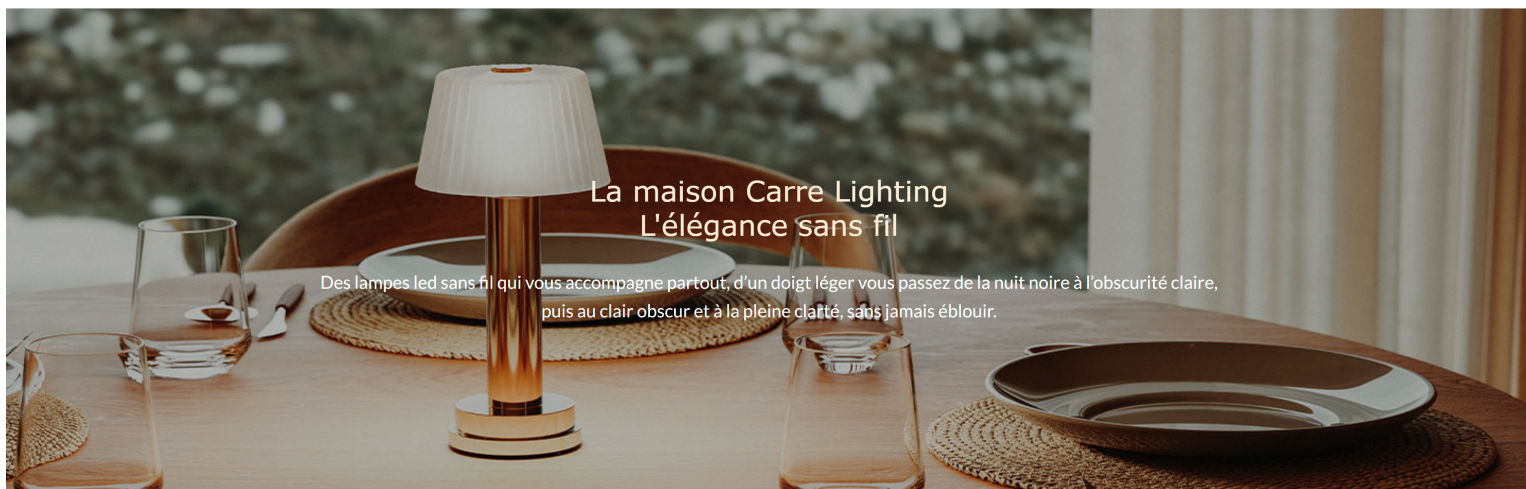 La maison Carre Lighting
L'élégance sans fil
Des lampes led sans fil qui vous accompagne partout, d’un doigt léger vous passez de la nuit noire à l’obscurité claire,
puis au clair obscur et à la pleine clarté, sans jamais éblouir.